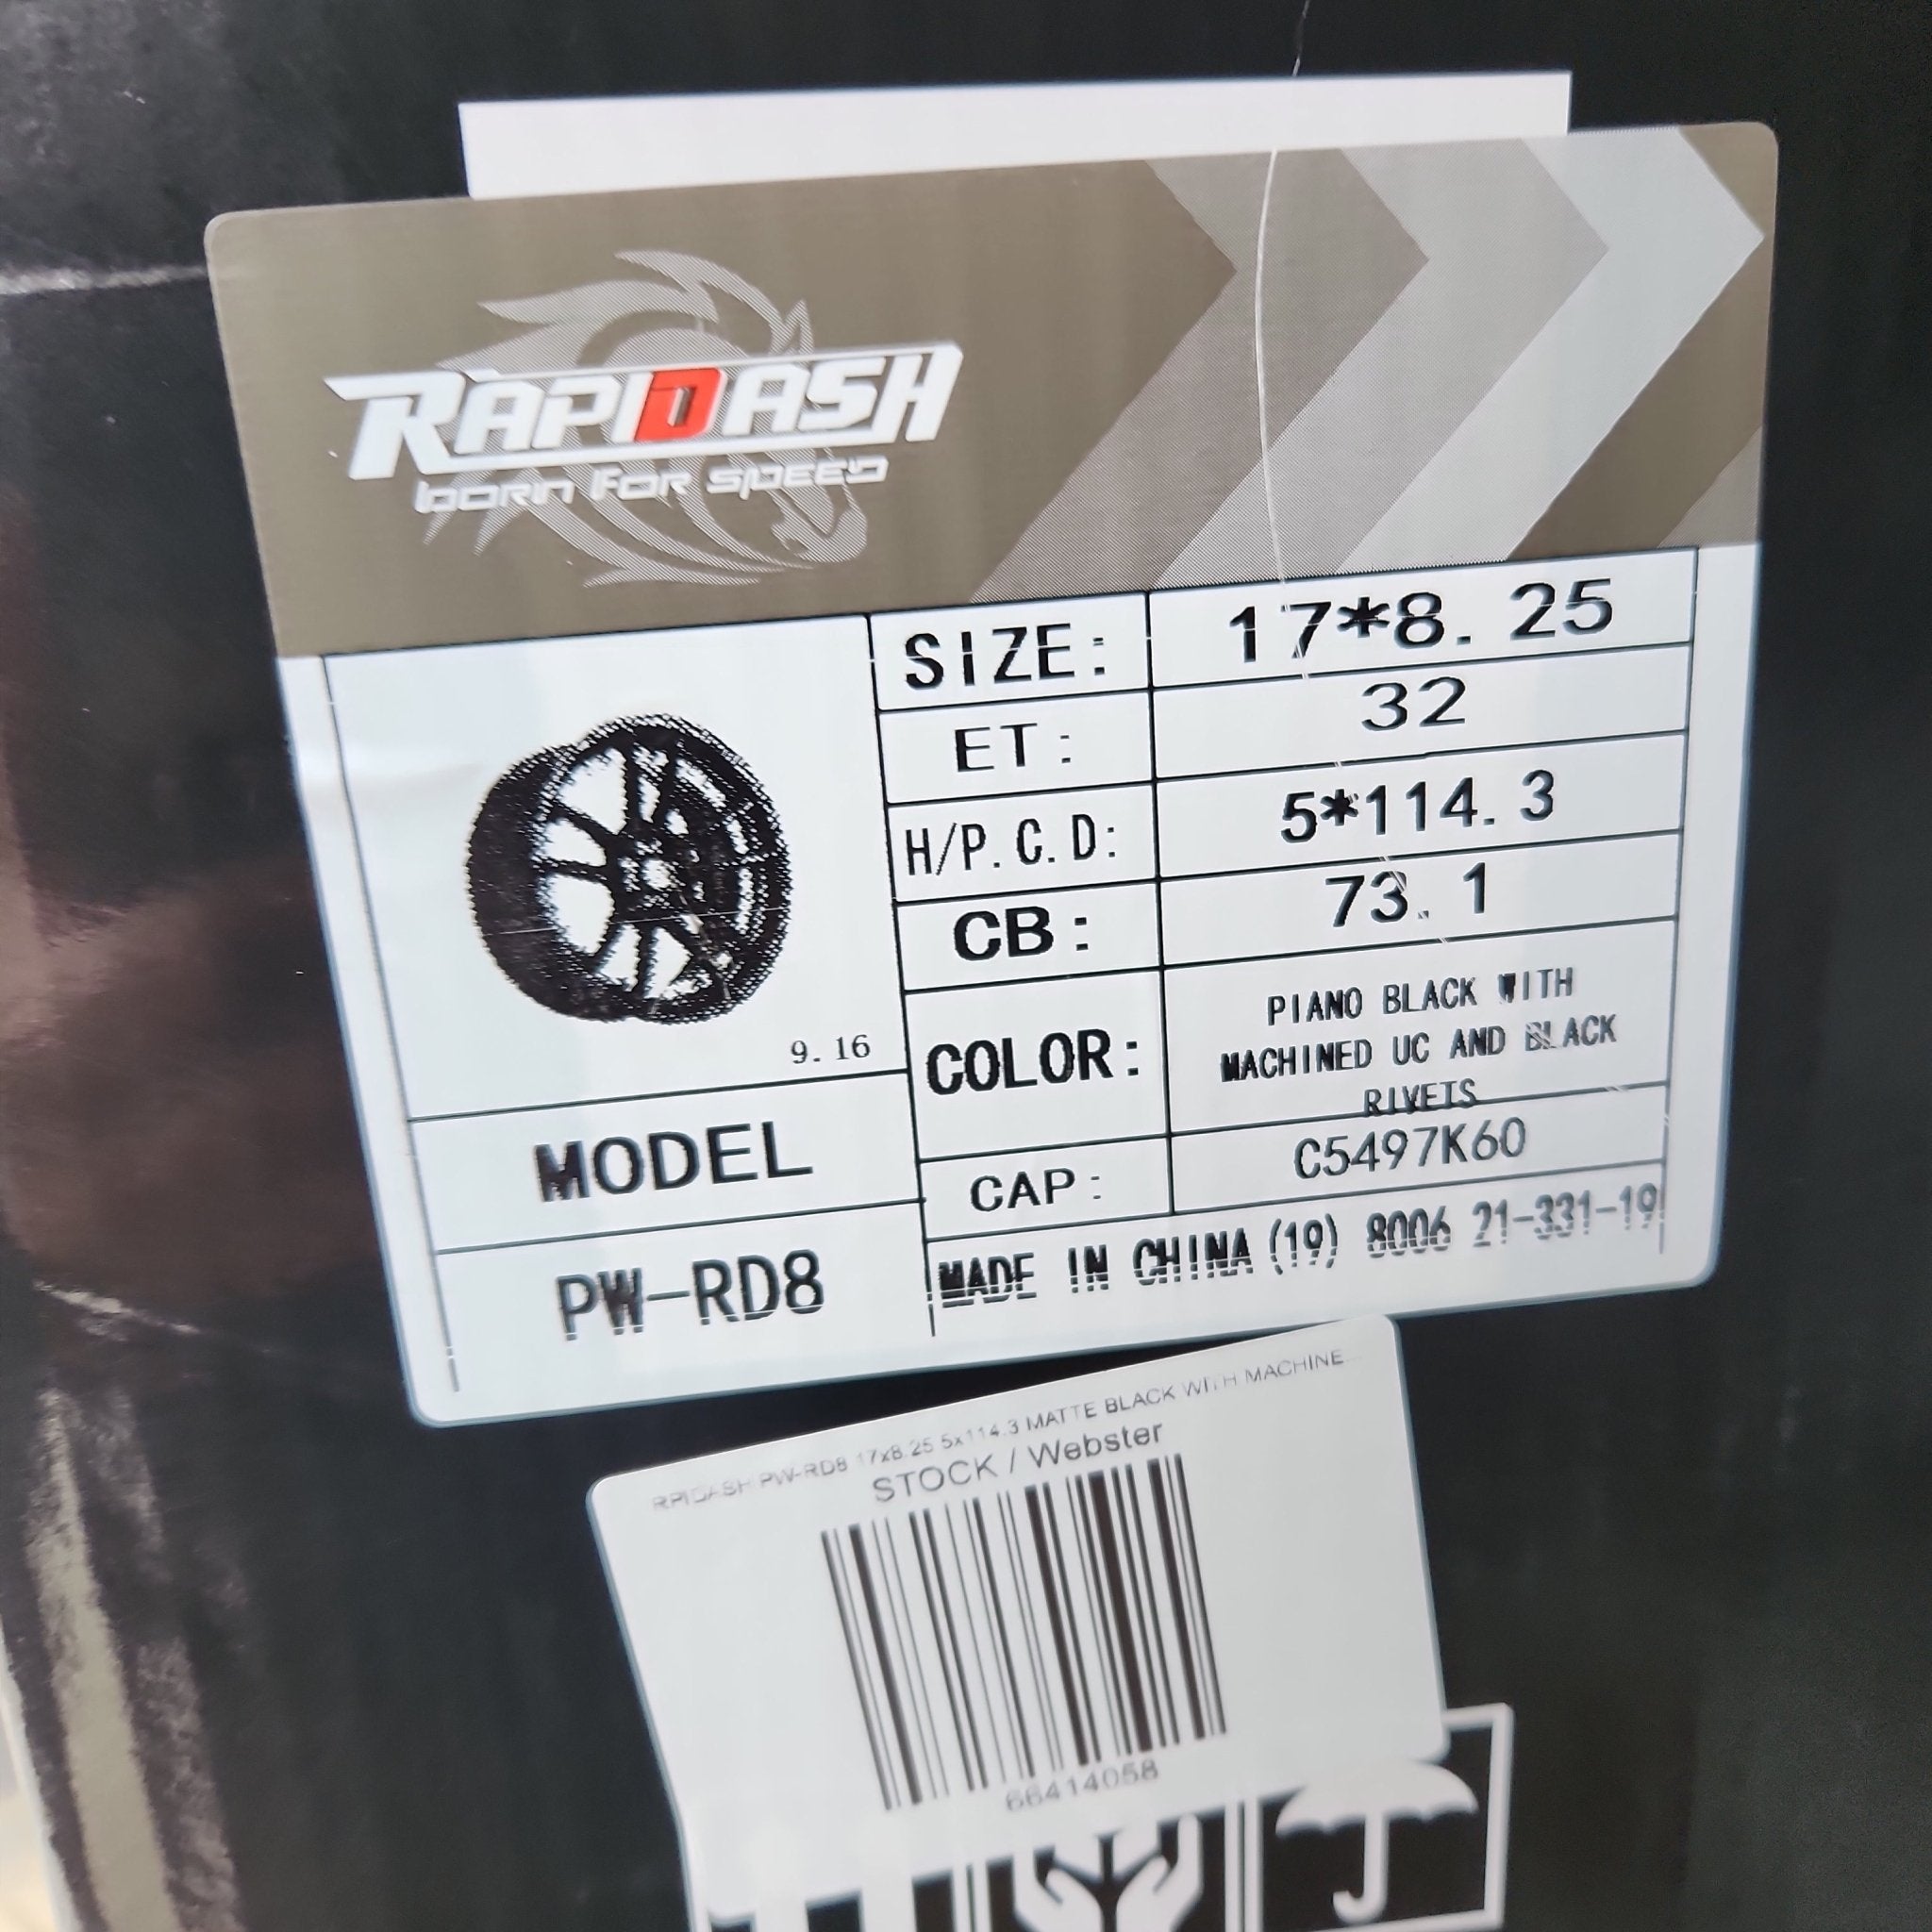 RAPIDASH
BORN FOR SPEED
SIZE: 17*8.25
ET: 32
H/P.C.D: 5*114.3
CB: 73.1
9.16
COLOR: PIANO BLACK WITH
MACHINED UC AND BLACK
RIVETS
MODEL
CAP: C5497K60
PW-RD8
MADE IN CHINA (19) 8006 21-331-19
RPIDASH PW-RD8 17x8.25 5x114.3 MATTE BLACK WITH MACHINE...
STOCK / Webster
66414058